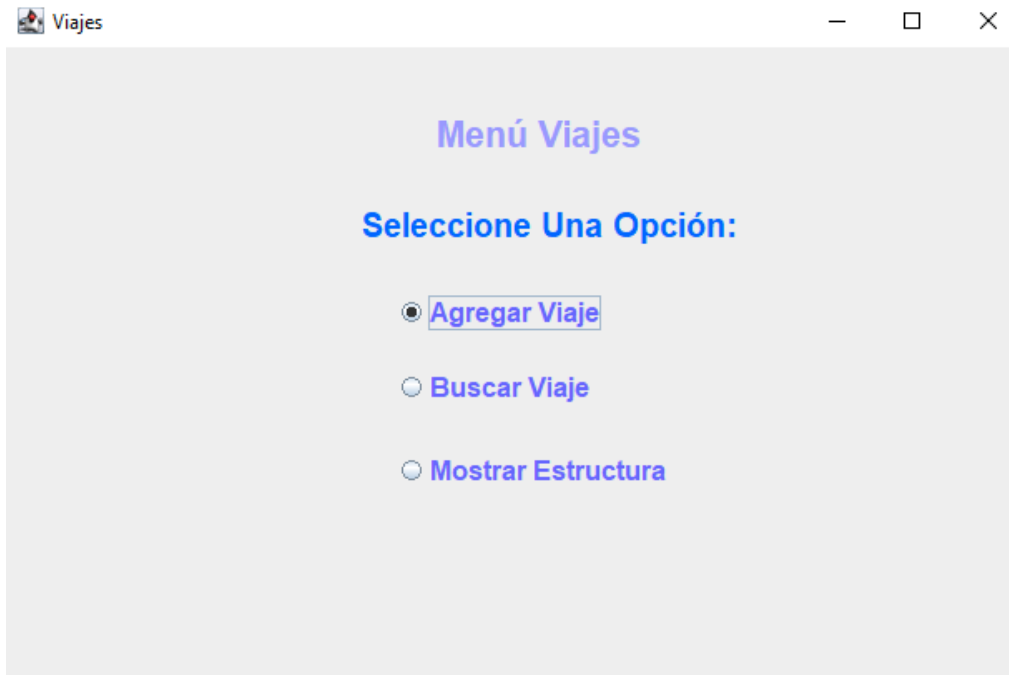 Viajes
Menú Viajes
Seleccione Una Opción:
Agregar Viaje
Buscar Viaje
Mostrar Estructura